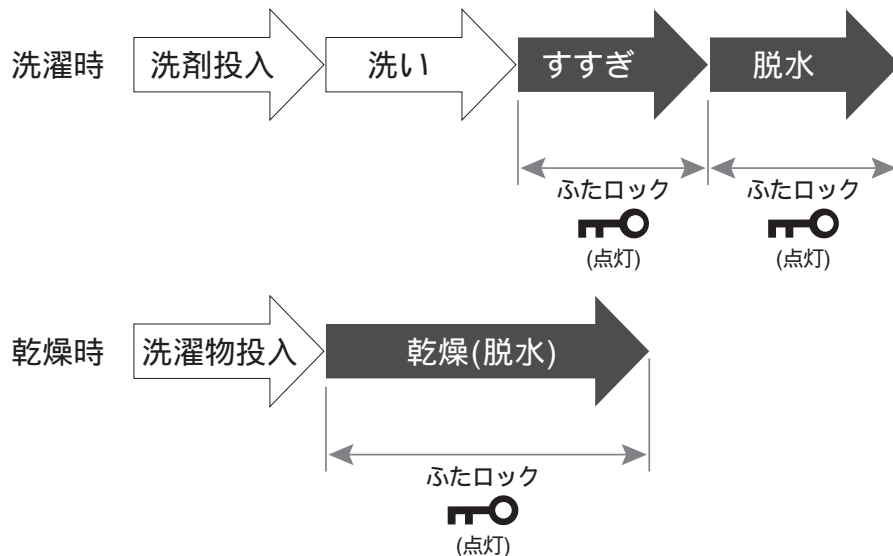 洗濯時 洗剤投入 洗い すすぎ 脱水
ふたロック ふたロック
(点灯) (点灯)
乾燥時 洗濯物投入 乾燥(脱水)
ふたロック
(点灯)